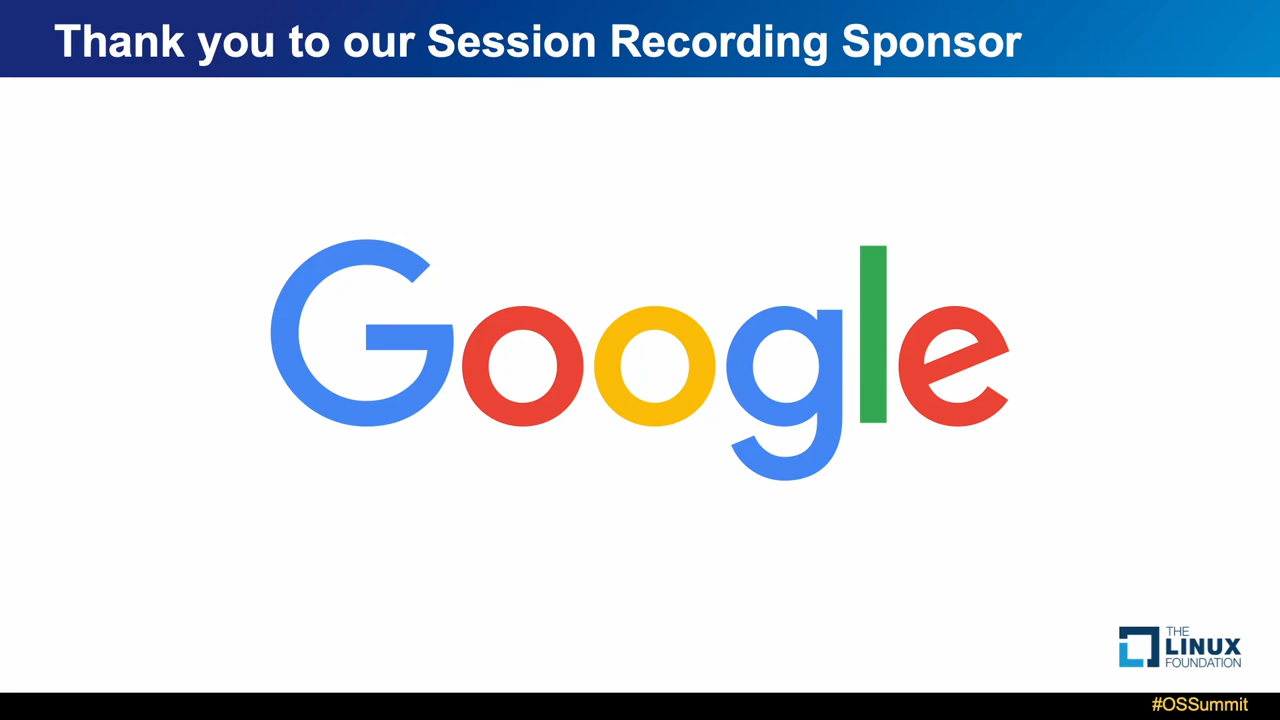 Thank you to our Session Recording Sponsor
Google
THE
LINUX
FOUNDATION
#OSSummit